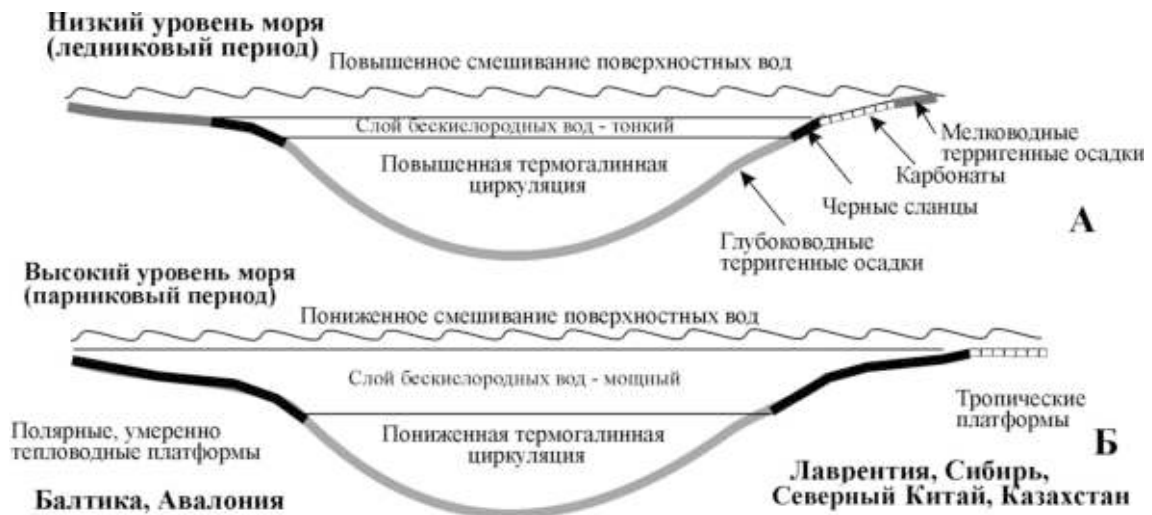 Низкий уровень моря
(ледниковый период)
Повышенное смешивание поверхностных вод
Слой бескислородных вод - тонкий
Повышенная термогалинная
циркуляция
Мелководные
терригенные осадки
Карбонаты
Черные сланцы
Глубоководные
терригенные осадки
А
Высокий уровень моря
(парниковый период)
Пониженное смешивание поверхностных вод
Слой бескислородных вод - мощный
Пониженная термогалинная
циркуляция
Полярные, умеренно
тепловодные платформы
Тропические
платформы
Б
Балтика, Авалония
Лаврентия, Сибирь,
Северный Китай, Казахстан